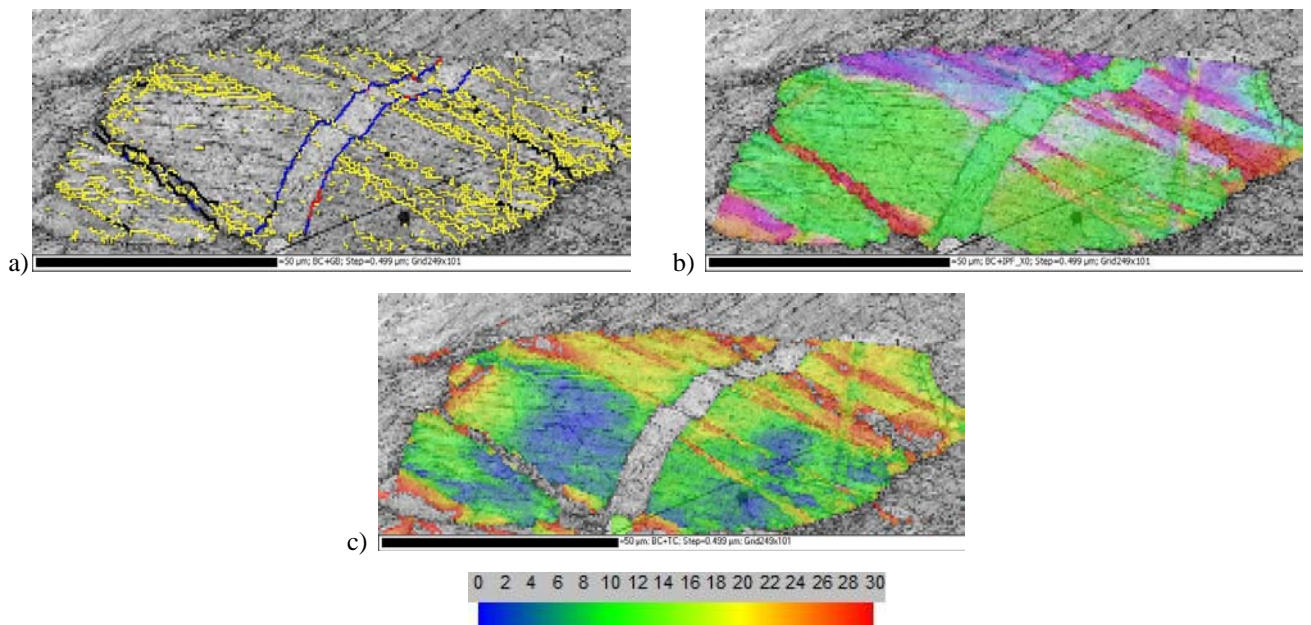 a)
=50 µm; BC+GB; Step=0.499 µm; Grid249x101
b)
=50 µm; BC+IPF_X0; Step=0.499 µm; Grid249x101
c)
=50 µm; BC+TC; Step=0.499 µm; Grid249x101
0 2 4 6 8 10 12 14 16 18 20 22 24 26 28 30